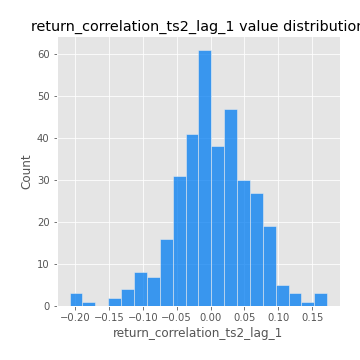 return_correlation_ts2_lag_1 value distribution
60
50
40
30
20
10
0
Count
−0.20 −0.15 −0.10 −0.05 0.00 0.05 0.10 0.15
return_correlation_ts2_lag_1